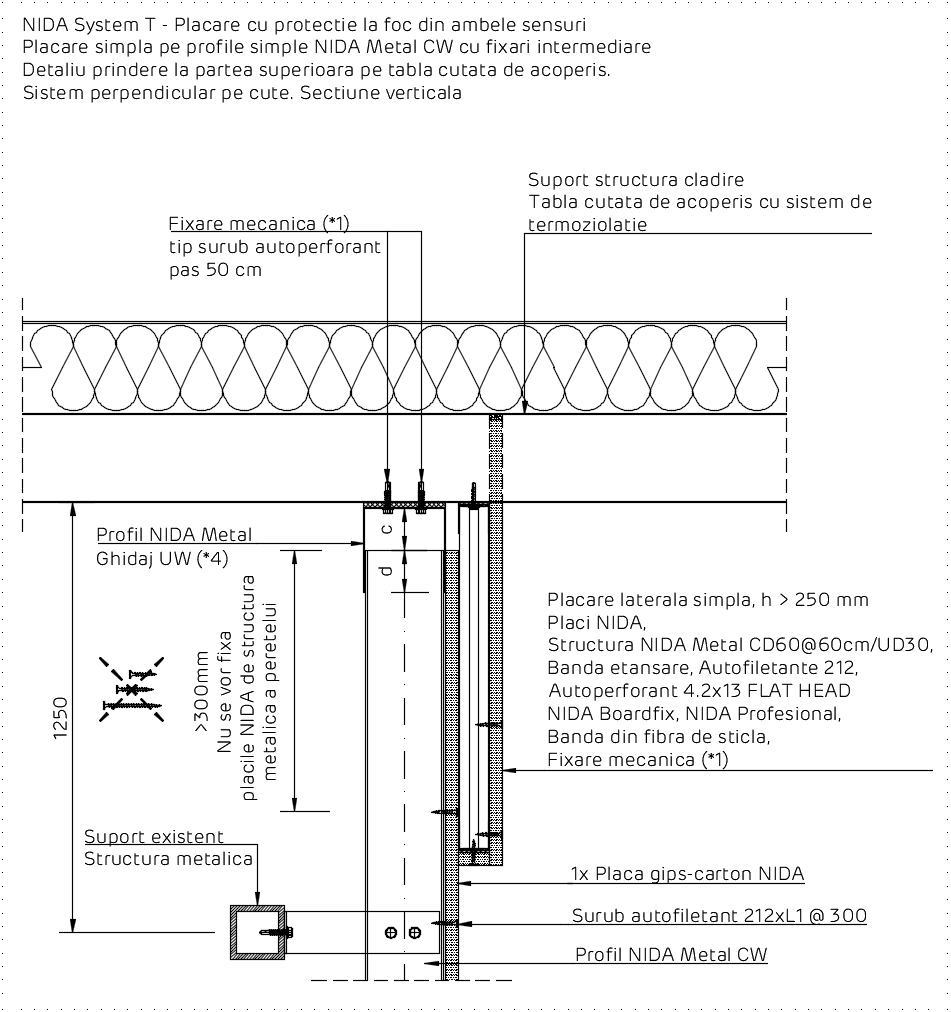 NIDA System T - Placare cu protectie la foc din ambele sensuri
Placare simpla pe profile simple NIDA Metal CW cu fixari intermediare
Detaliu prindere la partea superioara pe tabla cutata de acoperis.
Sistem perpendicular pe cute. Sectiune verticala
Suport structura cladire
Tabla cutata de acoperis cu sistem de
termoziolatie
Fixare mecanica (*1)
tip surub autoperforant
pas 50 cm
Profil NIDA Metal
Ghidaj UW (*4)
c
d
>300mm
Nu se vor fixa
placile NIDA de structura
metalica a peretelui
1250
Placare laterala simpla, h > 250 mm
Placi NIDA,
Structura NIDA Metal CD60@60cm/UD30,
Banda etansare, Autofiletante 212,
Autoperforant 4.2x13 FLAT HEAD
NIDA Boardfix, NIDA Profesional,
Banda din fibra de sticla,
Fixare mecanica (*1)
Suport existent
Structura metalica
1x Placa gips-carton NIDA
Surub autofiletant 212xL1 @ 300
Profil NIDA Metal CW